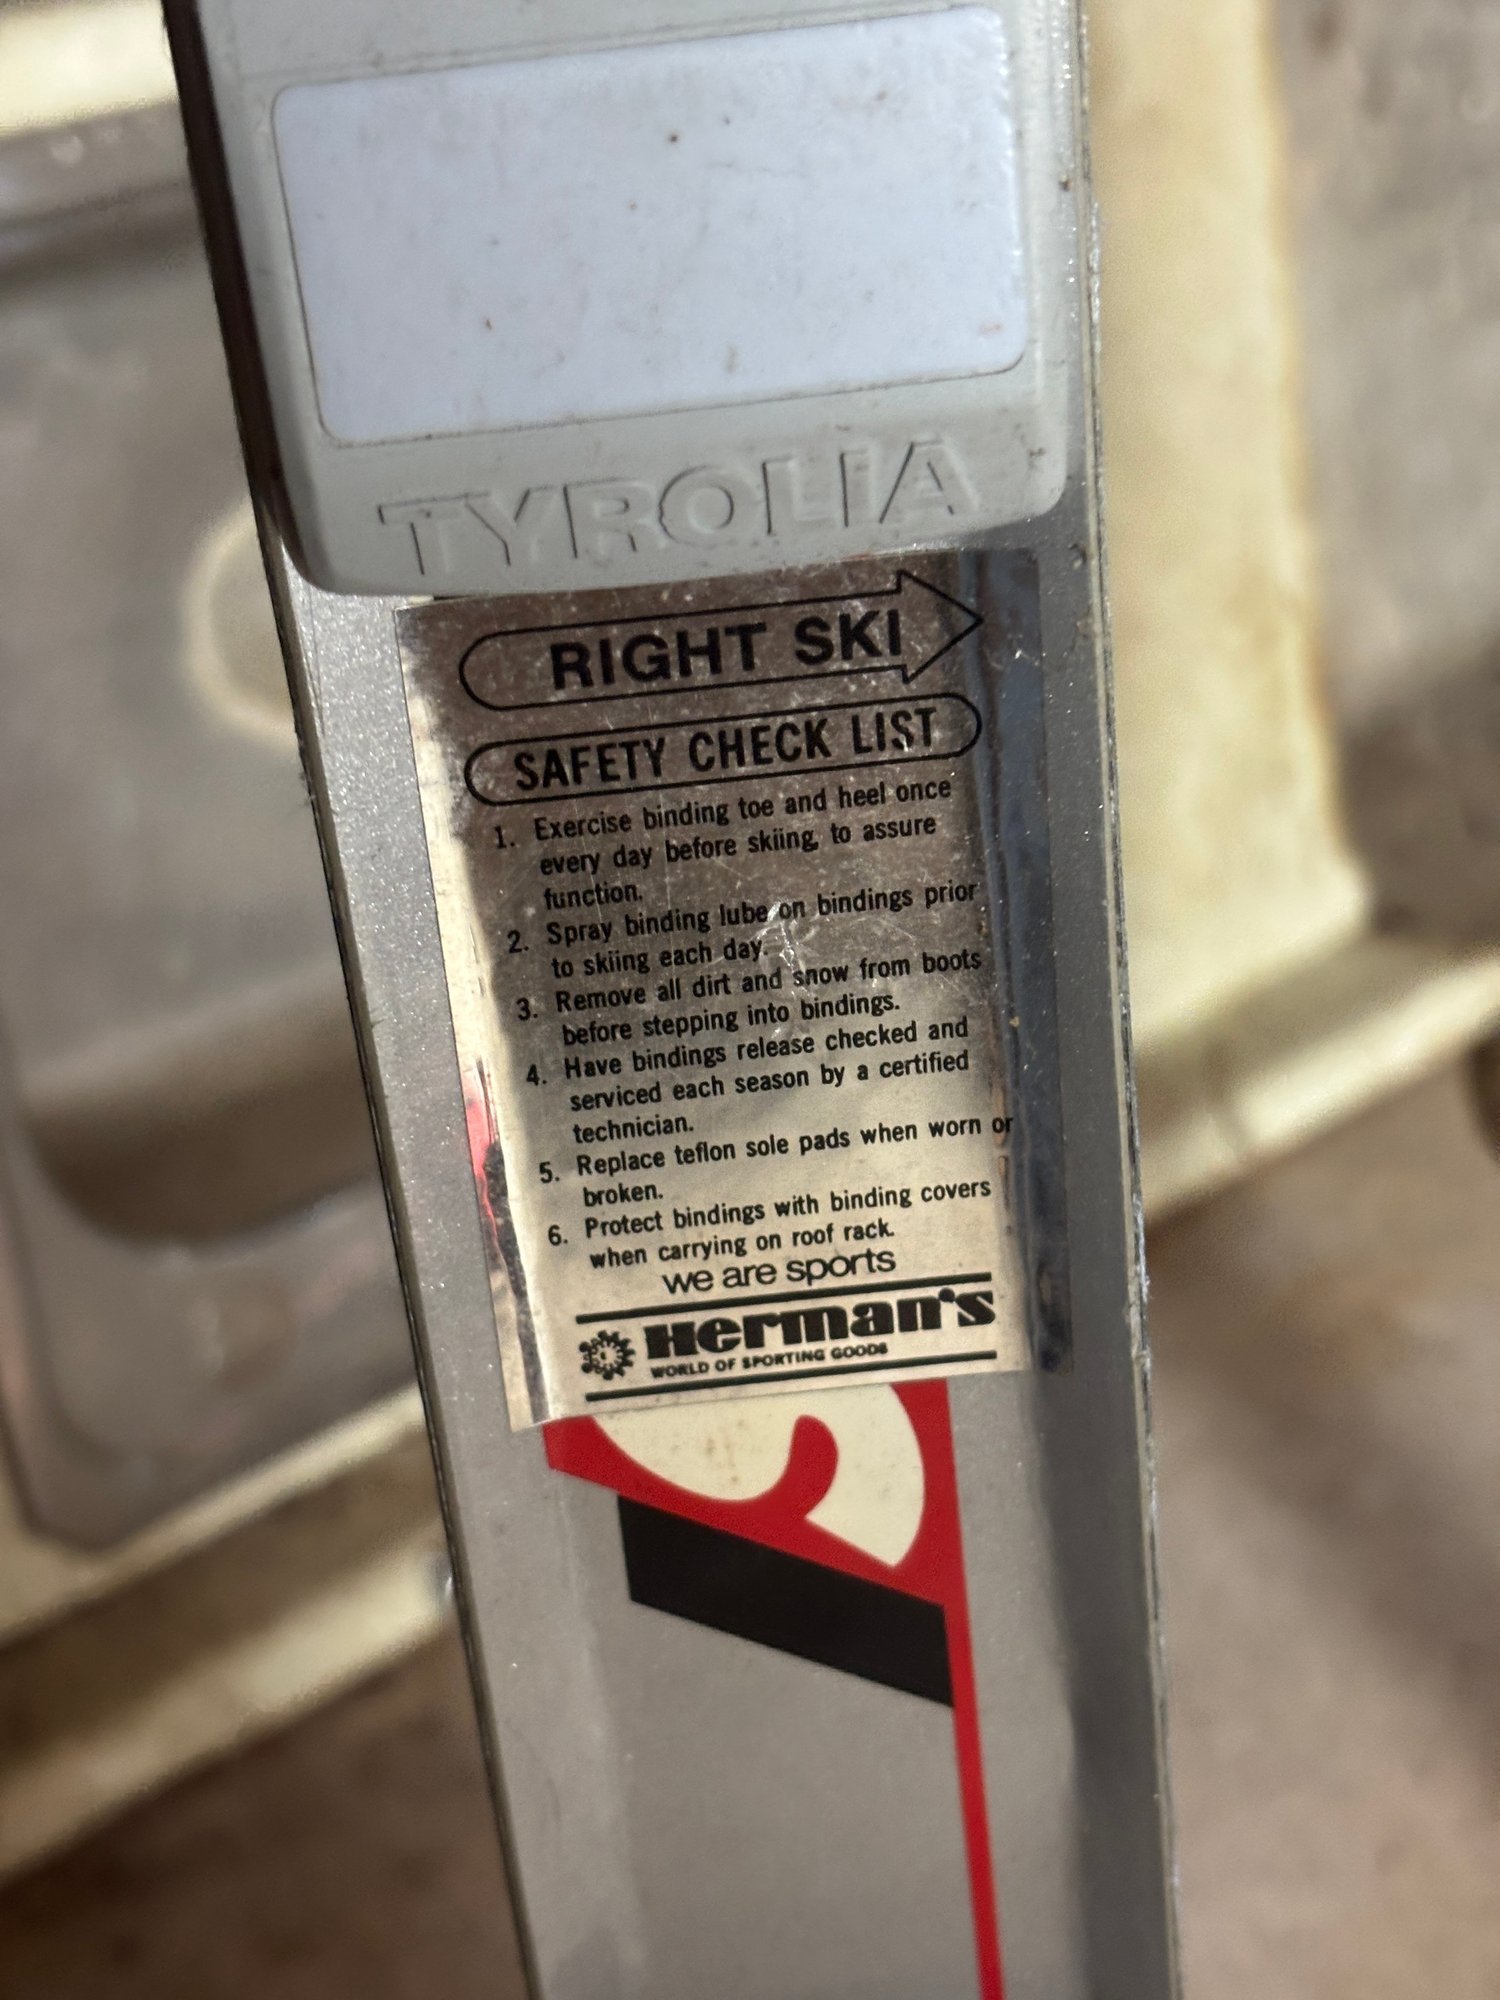 TYROLIA
RIGHT SKI
SAFETY CHECK LIST
1. Exercise binding toe and heel once
every day before skiing, to assure
function.
2. Spray binding lube on bindings prior
to skiing each day.
3. Remove all dirt and snow from boots
before stepping into bindings.
4. Have bindings release checked and
serviced each season by a certified
technician.
5. Replace teflon sole pads when worn or
broken.
6. Protect bindings with binding covers
when carrying on roof rack.
we are sports
Herman's
WORLD OF SPORTING GOODS